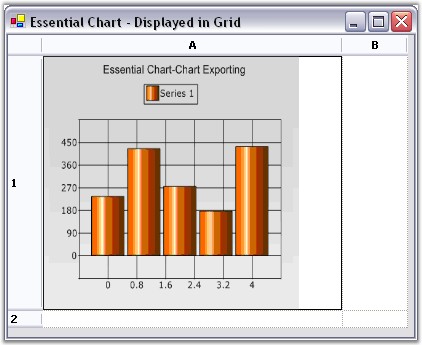 Essential Chart - Displayed in Grid
A B
1
Essential Chart-Chart Exporting
Series 1
450
360
270
180
90
0
0 0.8 1.6 2.4 3.2 4
2